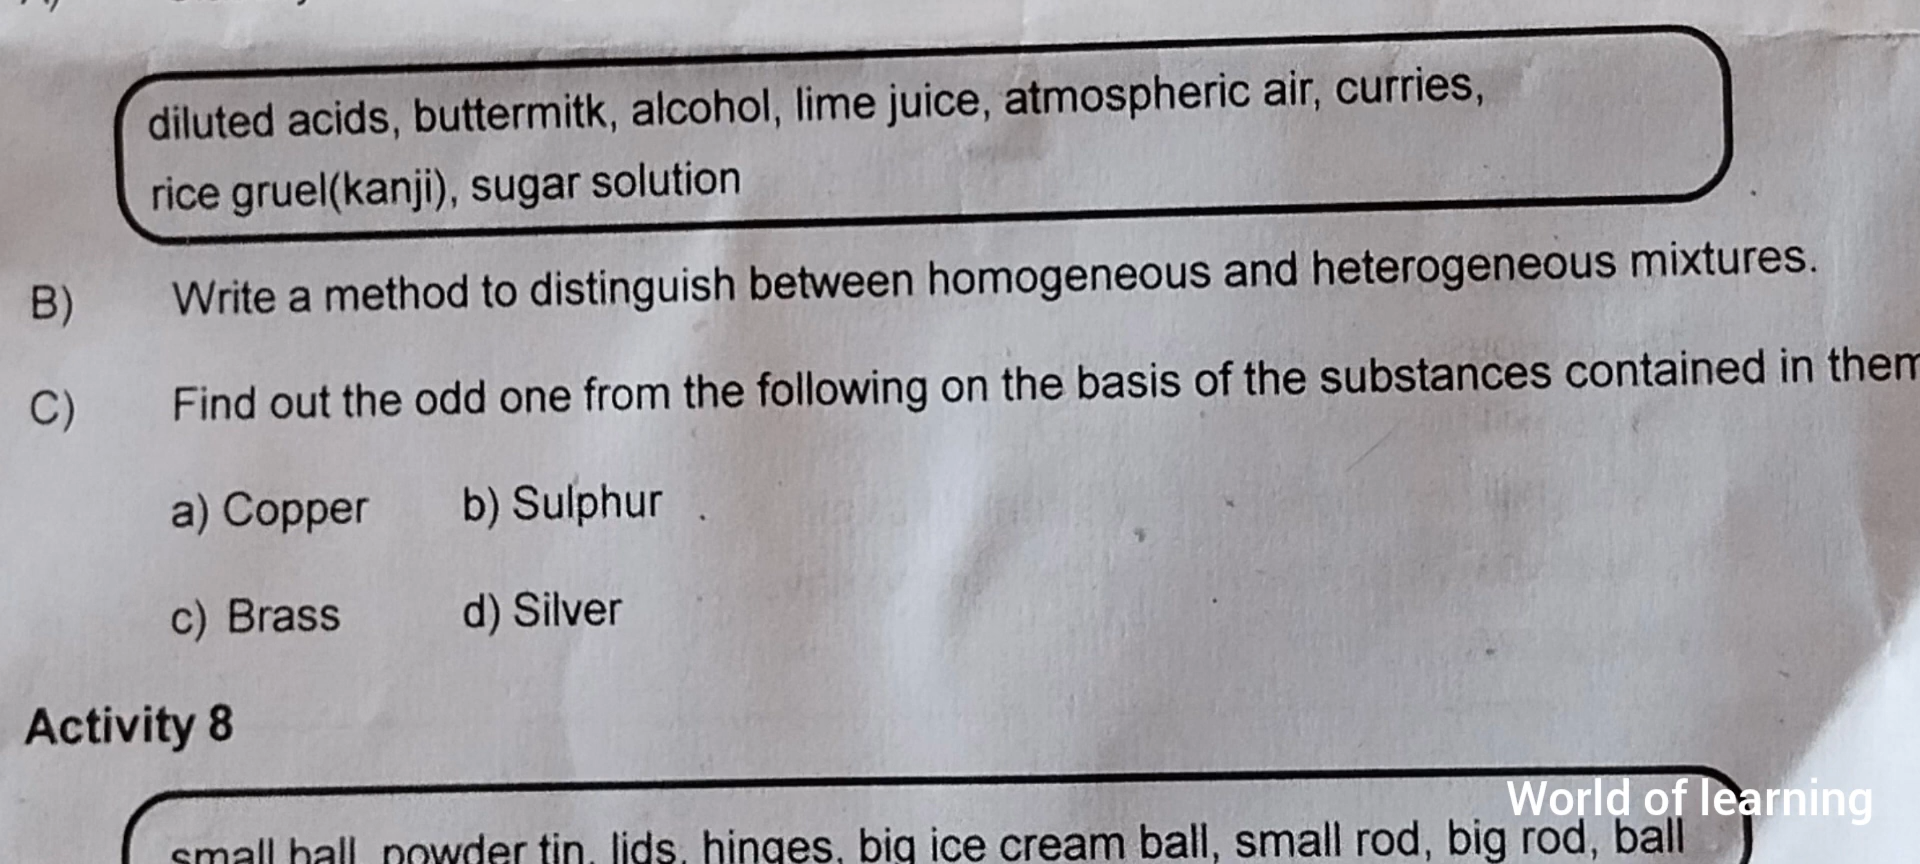 diluted acids, buttermitk, alcohol, lime juice, atmospheric air, curries,
rice gruel(kanji), sugar solution
B) Write a method to distinguish between homogeneous and heterogeneous mixtures.
C) Find out the odd one from the following on the basis of the substances contained in them
a) Copper b) Sulphur
c) Brass d) Silver
Activity 8
World of learning
small ball, powder tin, lids, hinges, big ice cream ball, small rod, big rod, ball